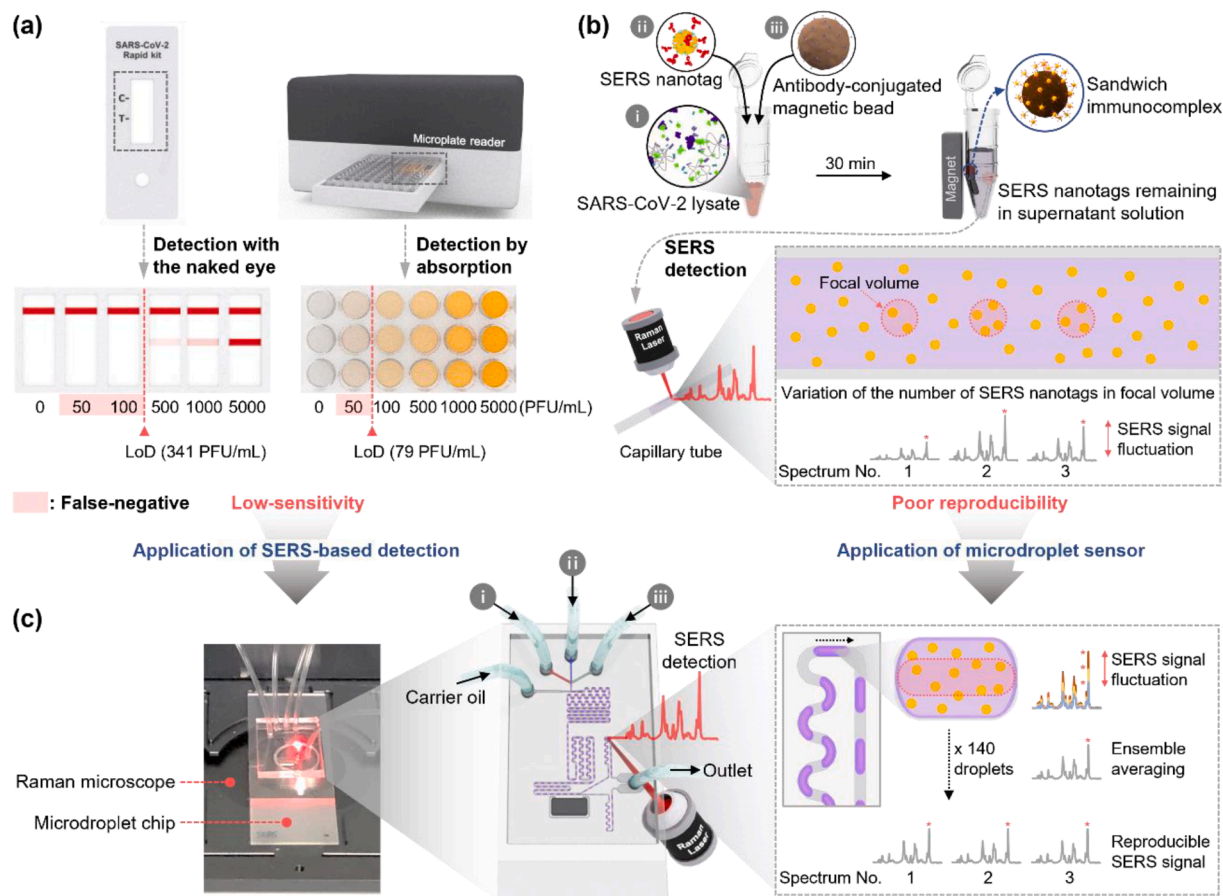 (a)
SARS-CoV-2
Rapid kit
C-
T-
Microplate reader
Detection with
the naked eye
Detection by
absorption
0 50 100 500 1000 5000
0 50 100 500 1000 5000 (PFU/mL)
LoD (341 PFU/mL)
LoD (79 PFU/mL)
: False-negative
Low-sensitivity
Application of SERS-based detection
(b)
ii
iii
SERS nanotag
Antibody-conjugated
magnetic bead
i
SARS-CoV-2 lysate
30 min
Magnet
Sandwich
immunocomplex
SERS nanotags remaining
in supernatant solution
SERS
detection
Raman
Laser
Capillary tube
Focal volume
Variation of the number of SERS nanotags in focal volume
* * *
SERS signal
fluctuation
Spectrum No. 1 2 3
Poor reproducibility
Application of microdroplet sensor
(c)
Raman microscope
Microdroplet chip
i
ii
iii
Carrier oil
SERS
detection
Outlet
Raman
Laser
SERS signal
fluctuation
x 140
droplets
Ensemble
averaging
* * *
Reproducible
SERS signal
Spectrum No. 1 2 3